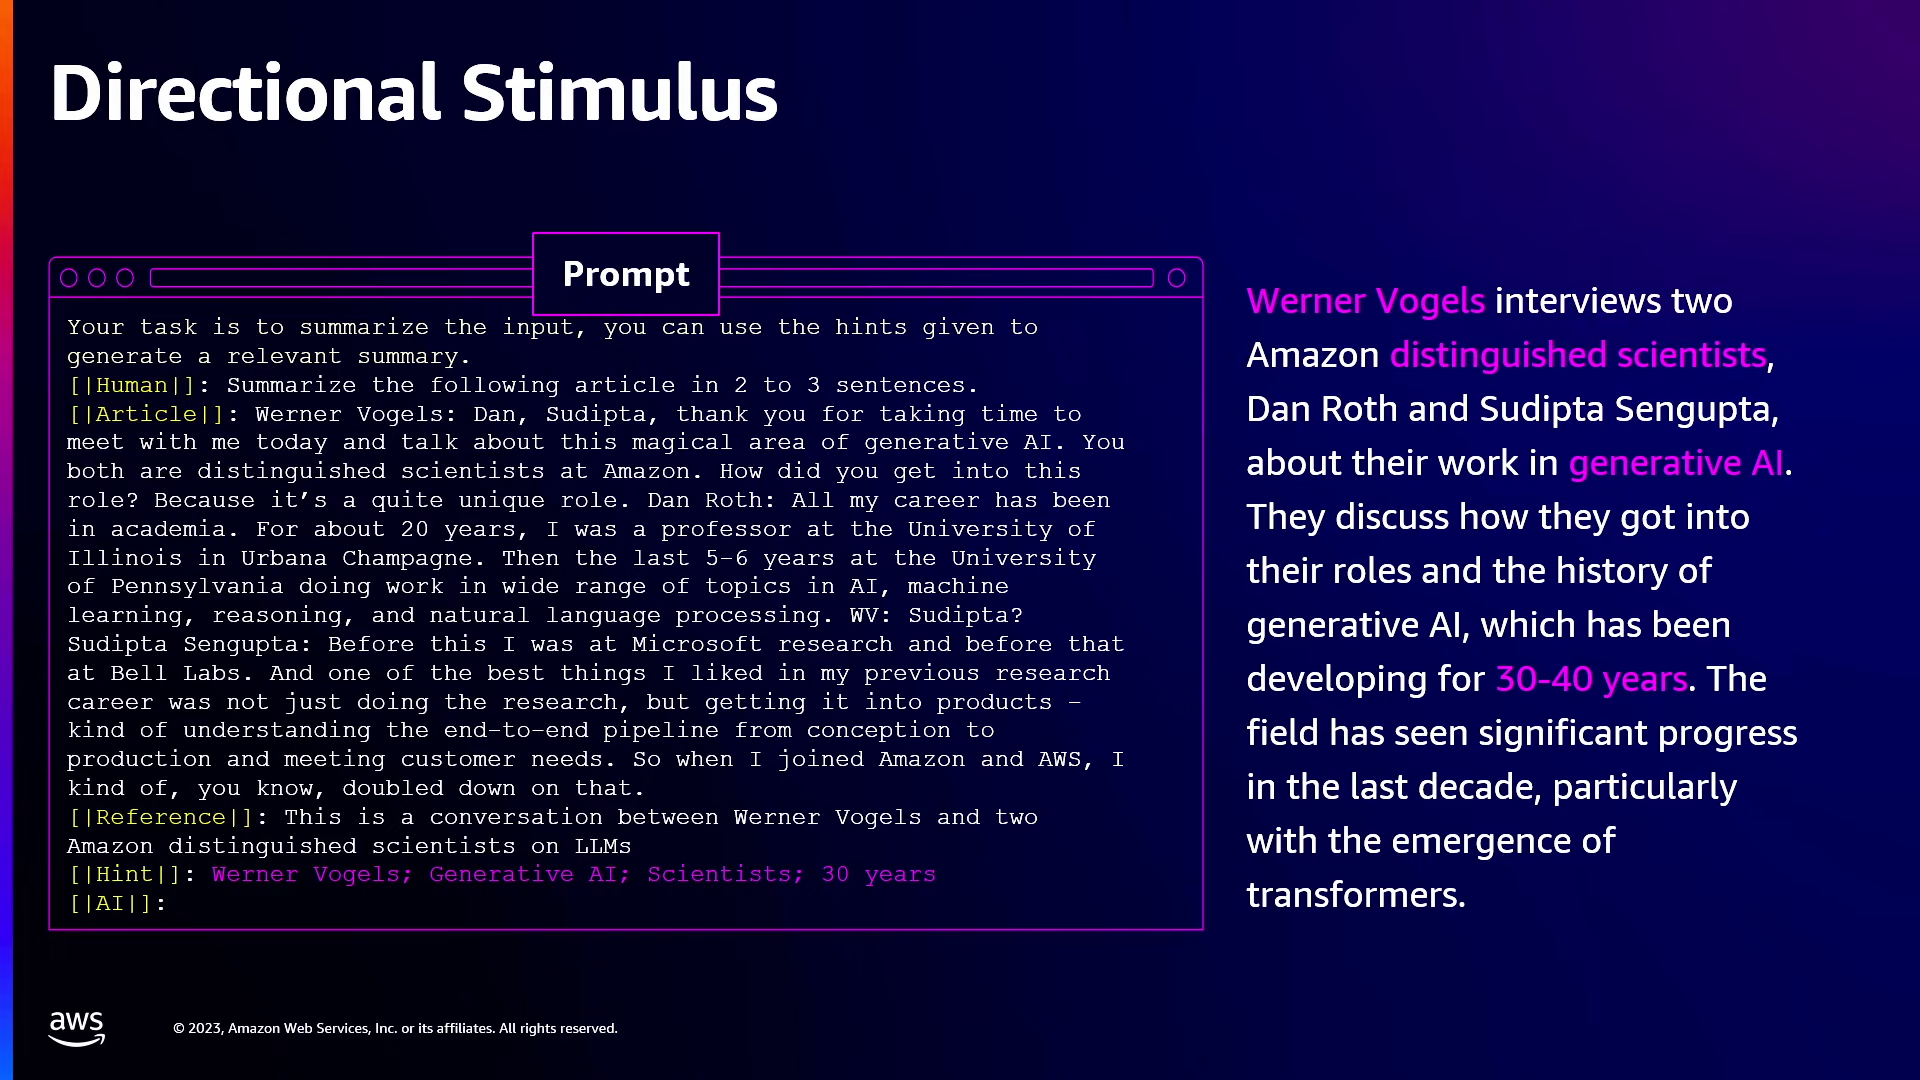 Directional Stimulus
Prompt
Your task is to summarize the input, you can use the hints given to
generate a relevant summary.
[|Human|]: Summarize the following article in 2 to 3 sentences.
[|Article|]: Werner Vogels: Dan, Sudipta, thank you for taking time to
meet with me today and talk about this magical area of generative AI. You
both are distinguished scientists at Amazon. How did you get into this
role? Because it’s a quite unique role. Dan Roth: All my career has been
in academia. For about 20 years, I was a professor at the University of
Illinois in Urbana Champagne. Then the last 5-6 years at the University
of Pennsylvania doing work in wide range of topics in AI, machine
learning, reasoning, and natural language processing. WV: Sudipta?
Sudipta Sengupta: Before this I was at Microsoft research and before that
at Bell Labs. And one of the best things I liked in my previous research
career was not just doing the research, but getting it into products –
kind of understanding the end-to-end pipeline from conception to
production and meeting customer needs. So when I joined Amazon and AWS, I
kind of, you know, doubled down on that.
[|Reference|]: This is a conversation between Werner Vogels and two
Amazon distinguished scientists on LLMs
[|Hint|]: Werner Vogels; Generative AI; Scientists; 30 years
[|AI|]:
Werner Vogels interviews two
Amazon distinguished scientists,
Dan Roth and Sudipta Sengupta,
about their work in generative AI.
They discuss how they got into
their roles and the history of
generative AI, which has been
developing for 30-40 years. The
field has seen significant progress
in the last decade, particularly
with the emergence of
transformers.
aws
© 2023, Amazon Web Services, Inc. or its affiliates. All rights reserved.